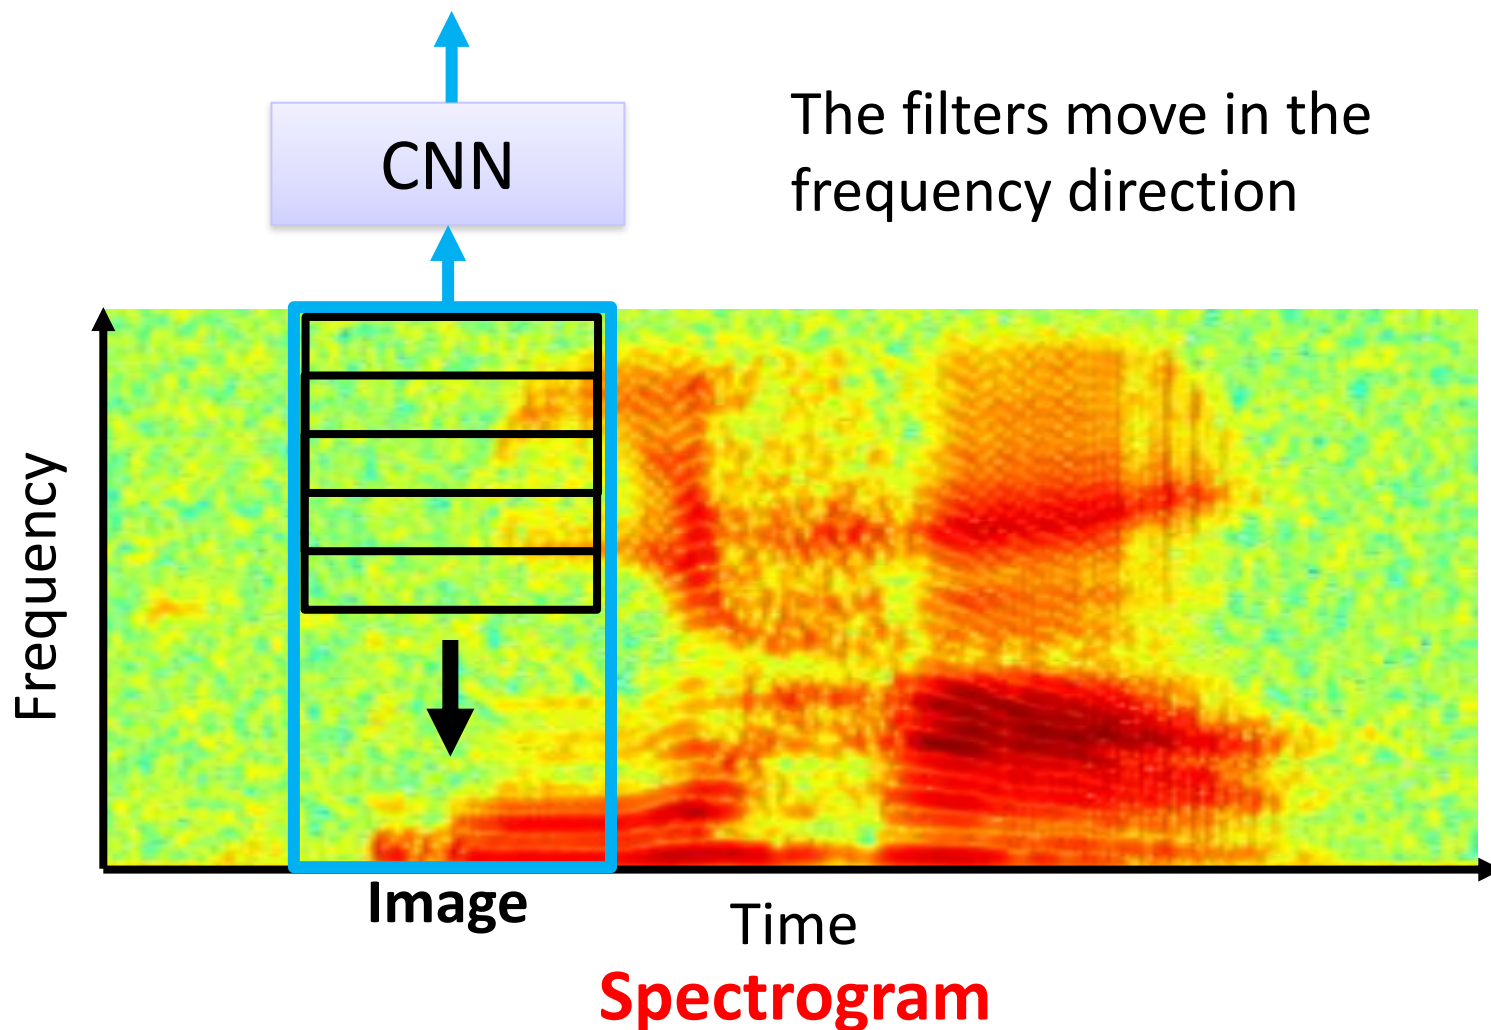 CNN
The filters move in the
frequency direction
Frequency
Image
Time
Spectrogram